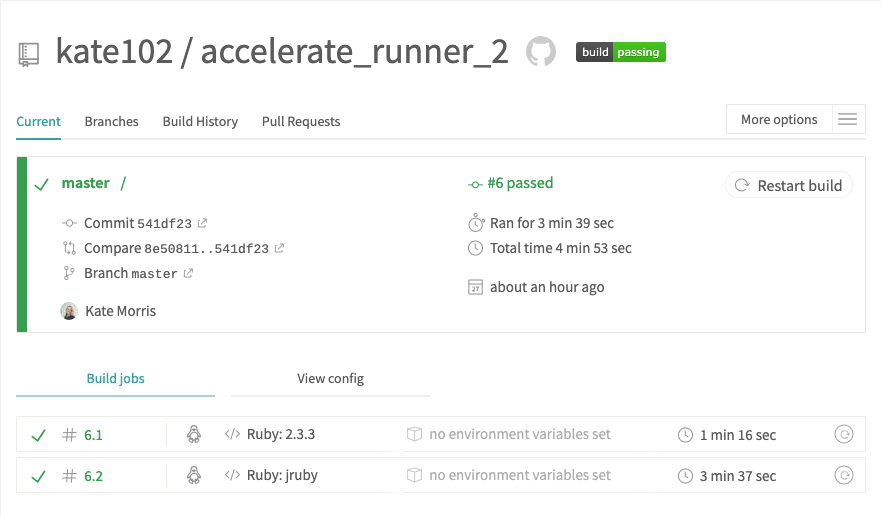 kate102 / accelerate_runner_2 build passing
Current Branches Build History Pull Requests More options
master / #6 passed Restart build
Commit 541df23 Ran for 3 min 39 sec
Compare 8e50811..541df23 Total time 4 min 53 sec
Branch master
27 about an hour ago
Kate Morris
Build jobs View config
# 6.1 </> Ruby: 2.3.3 no environment variables set 1 min 16 sec
# 6.2 </> Ruby: jruby no environment variables set 3 min 37 sec